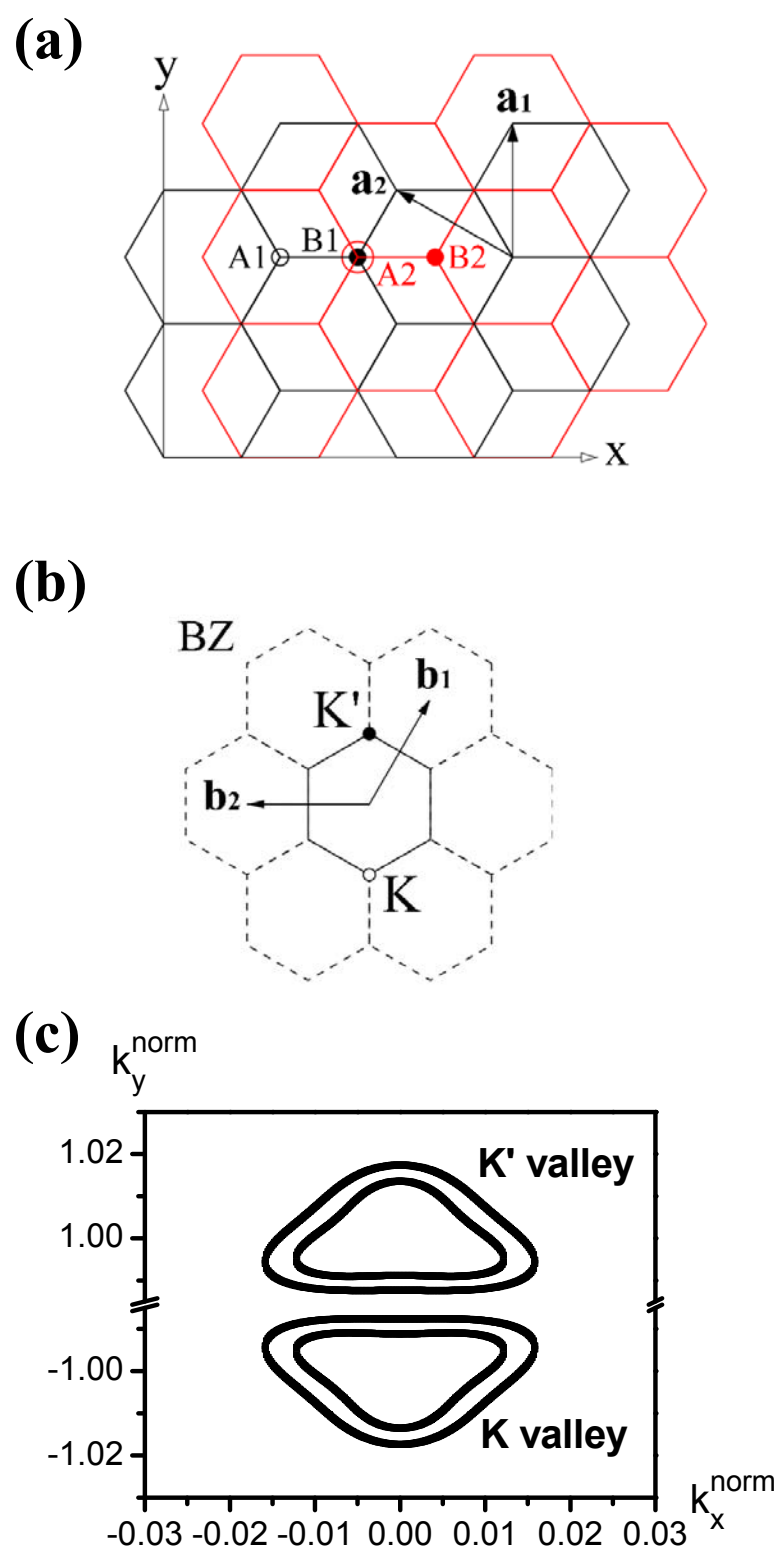 (a)
y
a1
a2
A1
B1
A2
B2
x
(b)
BZ
b1
K'
b2
K
(c)
k_y^norm
1.02
K' valley
1.00
-1.00
K valley
-1.02
k_x^norm
-0.03 -0.02 -0.01 0.00 0.01 0.02 0.03